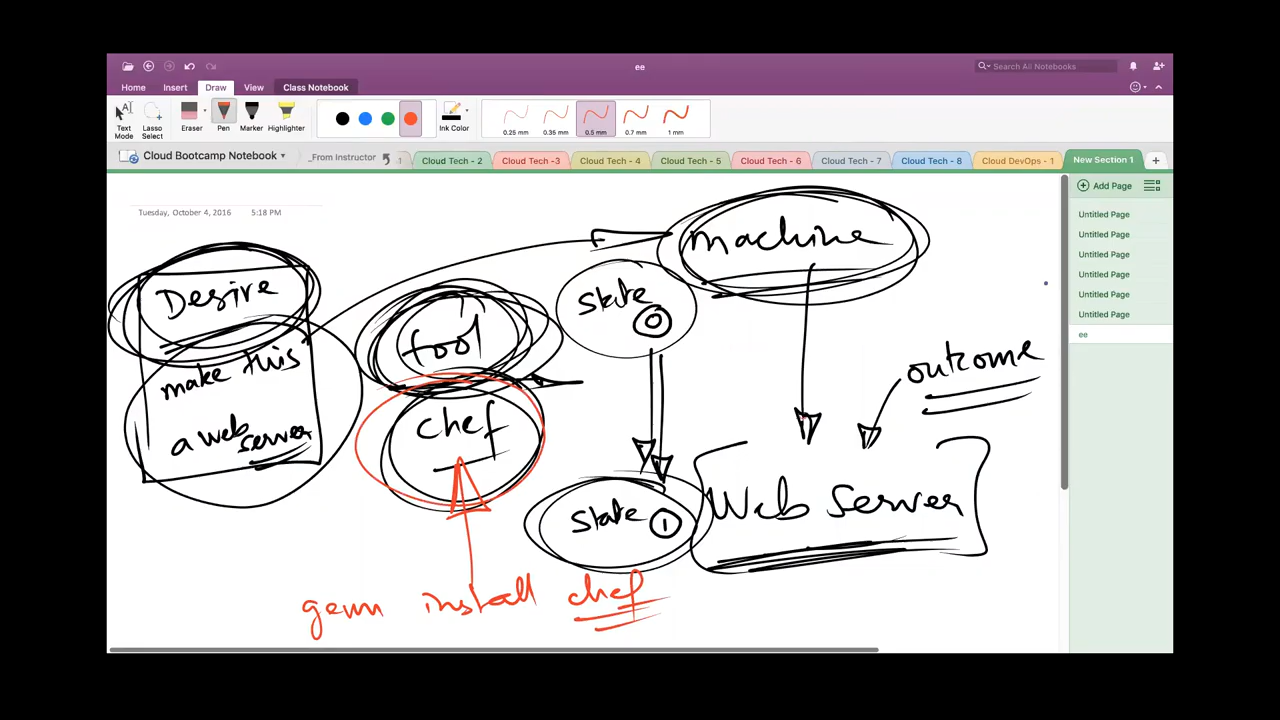 ee
Search All Notebooks
Home Insert Draw View Class Notebook
Text Mode
Lasso Select
Eraser
Pen
Marker
Highlighter
Ink Color
0.25 mm 0.35 mm 0.5 mm 0.7 mm 1 mm
Cloud Bootcamp Notebook
_From Instructor
-1
Cloud Tech - 2
Cloud Tech -3
Cloud Tech - 4
Cloud Tech - 5
Cloud Tech - 6
Cloud Tech - 7
Cloud Tech - 8
Cloud DevOps - 1
New Section 1
Add Page
Untitled Page
Untitled Page
Untitled Page
Untitled Page
Untitled Page
Untitled Page
ee
Tuesday, October 4, 2016 5:18 PM
machine
Desire
make this
a web
server
tool
chef
state
0
state
1
outcome
Web Server
gem install chef